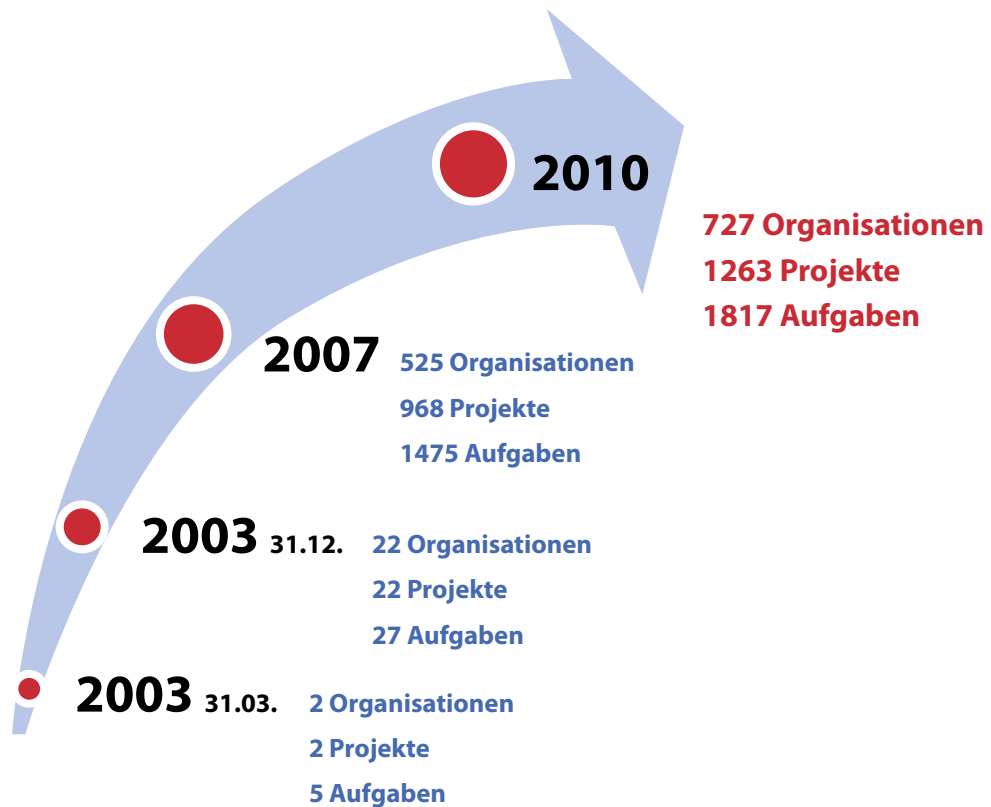 2010
727 Organisationen
1263 Projekte
1817 Aufgaben
2007 525 Organisationen
968 Projekte
1475 Aufgaben
2003 31.12. 22 Organisationen
22 Projekte
27 Aufgaben
2003 31.03. 2 Organisationen
2 Projekte
5 Aufgaben